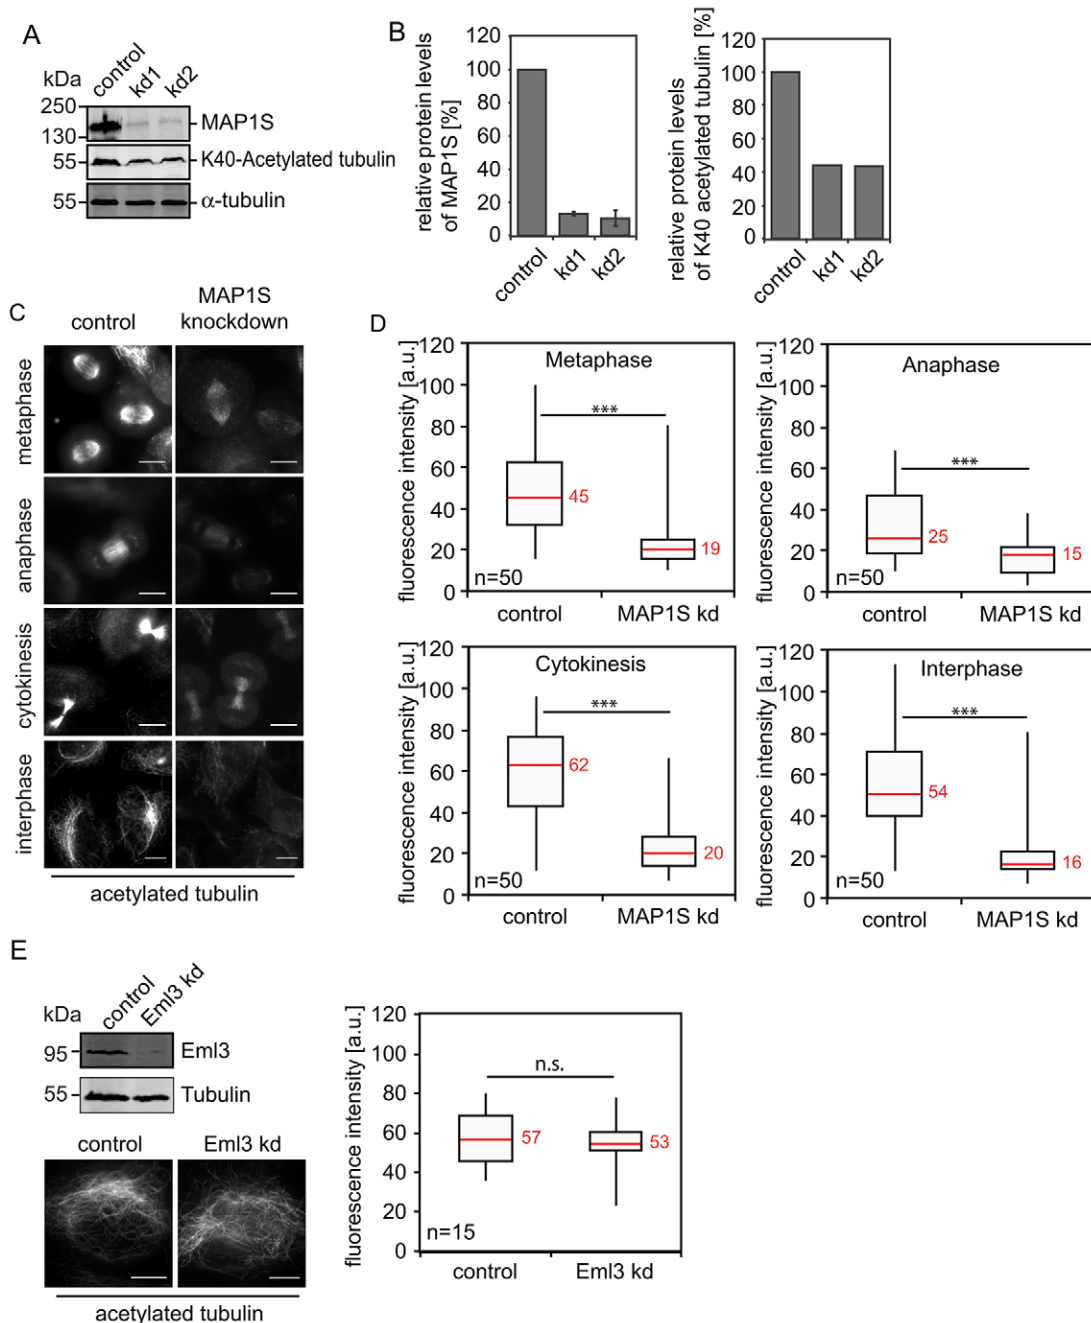 A
kDa
control
kd1
kd2
250
130
MAP1S
55
K40-Acetylated tubulin
55
α-tubulin
B
relative protein levels
of MAP1S [%]
120
100
80
60
40
20
0
control
kd1
kd2
relative protein levels
of K40 acetylated tubulin [%]
120
100
80
60
40
20
0
control
kd1
kd2
C
control
MAP1S
knockdown
metaphase
anaphase
cytokinesis
interphase
acetylated tubulin
D
fluorescence intensity [a.u.]
120
100
80
60
40
20
0
Metaphase
***
45
19
n=50
control
MAP1S kd
fluorescence intensity [a.u.]
120
100
80
60
40
20
0
Anaphase
***
25
15
n=50
control
MAP1S kd
fluorescence intensity [a.u.]
120
100
80
60
40
20
0
Cytokinesis
***
62
20
n=50
control
MAP1S kd
fluorescence intensity [a.u.]
120
100
80
60
40
20
0
Interphase
***
54
16
n=50
control
MAP1S kd
E
kDa
control
Eml3 kd
95
Eml3
55
Tubulin
control
Eml3 kd
acetylated tubulin
fluorescence intensity [a.u.]
120
100
80
60
40
20
0
n.s.
57
53
n=15
control
Eml3 kd